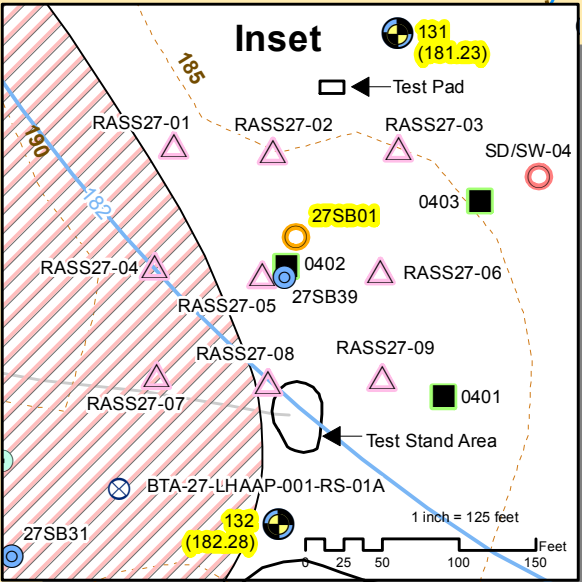 Inset
131
(181.23)
185
Test Pad
RASS27-01
RASS27-02
RASS27-03
190
SD/SW-04
182
0403
27SB01
RASS27-04
0402
RASS27-06
27SB39
RASS27-05
RASS27-08
RASS27-09
RASS27-07
0401
Test Stand Area
BTA-27-LHAAP-001-RS-01A
132
(182.28)
1 inch = 125 feet
27SB31
Feet
0 25 50 100 150